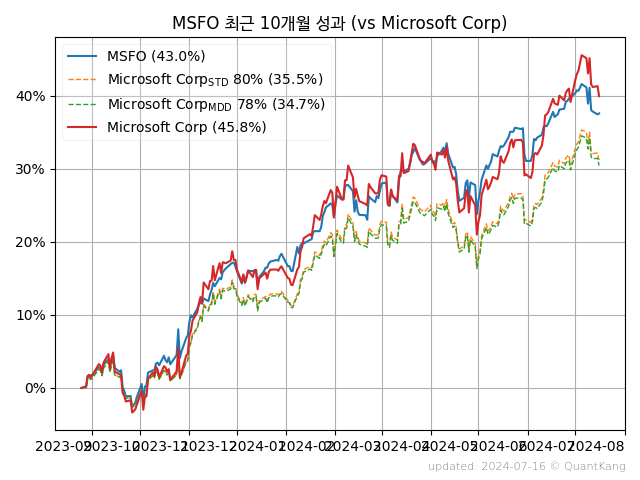 MSFO 최근 10개월 성과 (vs Microsoft Corp)
MSFO (43.0%)
Microsoft Corp_STD 80% (35.5%)
Microsoft Corp_MDD 78% (34.7%)
Microsoft Corp (45.8%)
40%
30%
20%
10%
0%
2023-09 2023-10 2023-11 2023-12 2024-01 2024-02 2024-03 2024-04 2024-05 2024-06 2024-07 2024-08
updated: 2024-07-16 © QuantKang